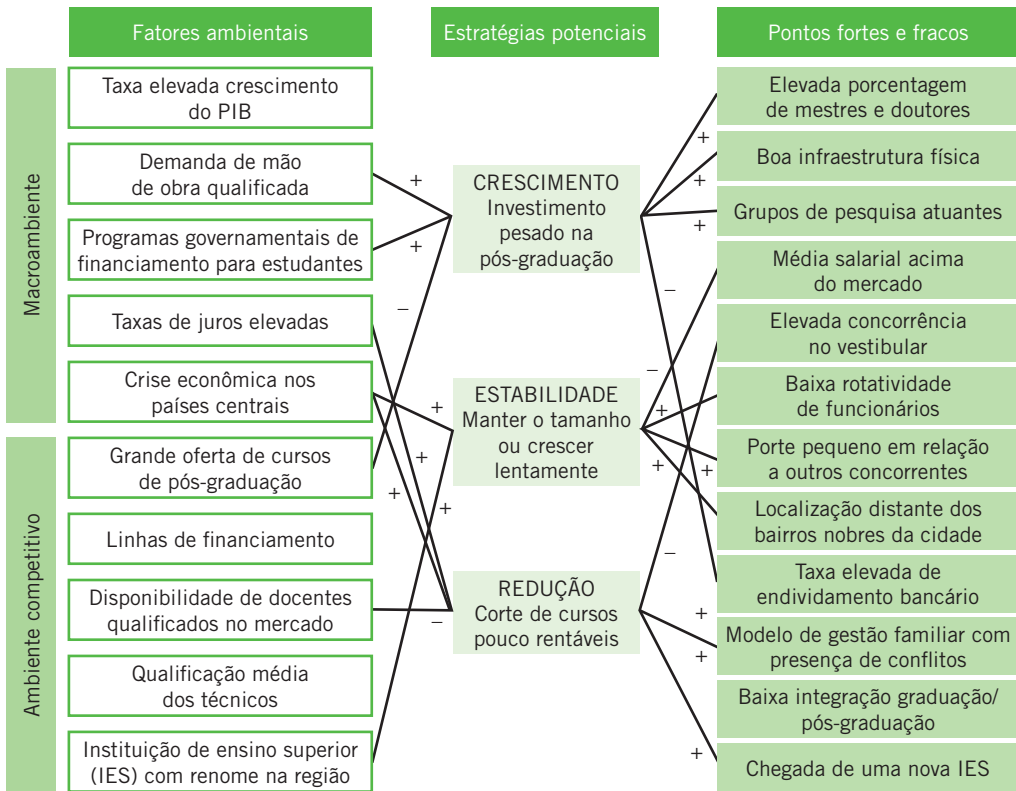 Fatores ambientais
Estratégias potenciais
Pontos fortes e fracos
Macroambiente
Taxa elevada crescimento
do PIB
Demanda de mão
de obra qualificada
Programas governamentais de
financiamento para estudantes
Taxas de juros elevadas
Crise econômica nos
países centrais
Ambiente competitivo
Grande oferta de cursos
de pós-graduação
Linhas de financiamento
Disponibilidade de docentes
qualificados no mercado
Qualificação média
dos técnicos
Instituição de ensino superior
(IES) com renome na região
+
+
–
+
+
+
+
–
CRESCIMENTO
Investimento
pesado na
pós-graduação
ESTABILIDADE
Manter o tamanho
ou crescer
lentamente
REDUÇÃO
Corte de cursos
pouco rentáveis
+
+
+
–
–
+
+
+
–
+
+
+
Elevada porcentagem
de mestres e doutores
Boa infraestrutura física
Grupos de pesquisa atuantes
Média salarial acima
do mercado
Elevada concorrência
no vestibular
Baixa rotatividade
de funcionários
Porte pequeno em relação
a outros concorrentes
Localização distante dos
bairros nobres da cidade
Taxa elevada de
endividamento bancário
Modelo de gestão familiar com
presença de conflitos
Baixa integração graduação/
pós-graduação
Chegada de uma nova IES